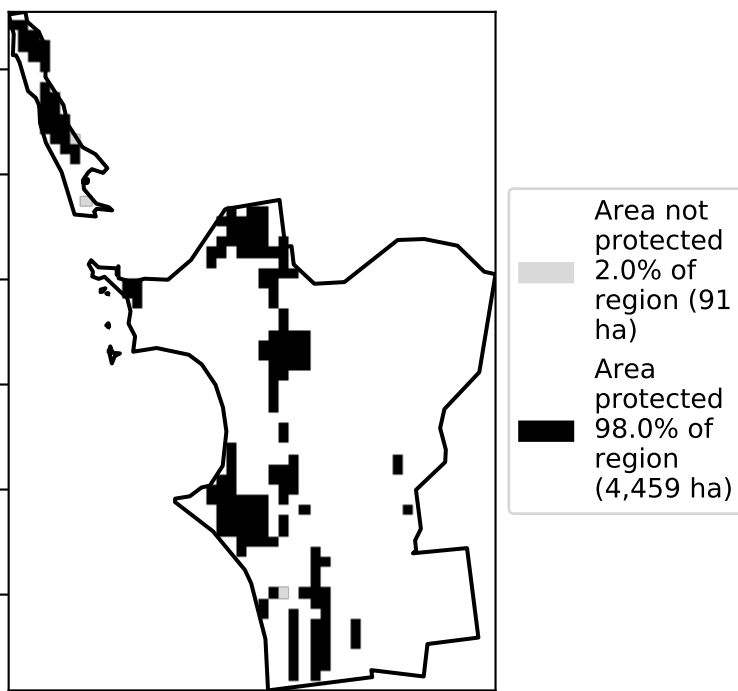 Area not
protected
2.0% of
region (91
ha)
Area
protected
98.0% of
region
(4,459 ha)